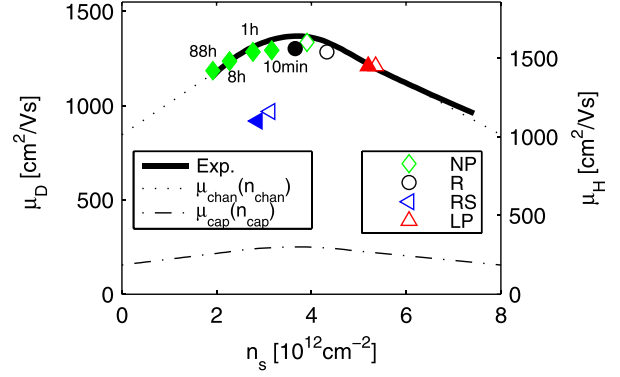 1500
1000
500
0
μ_D [cm²/Vs]
88h
8h
1h
10min
Exp.
μ_chan(n_chan)
μ_cap(n_cap)
NP
R
RS
LP
1500
1000
500
0
μ_H [cm²/Vs]
0 2 4 6 8
n_s [10¹²cm⁻²]